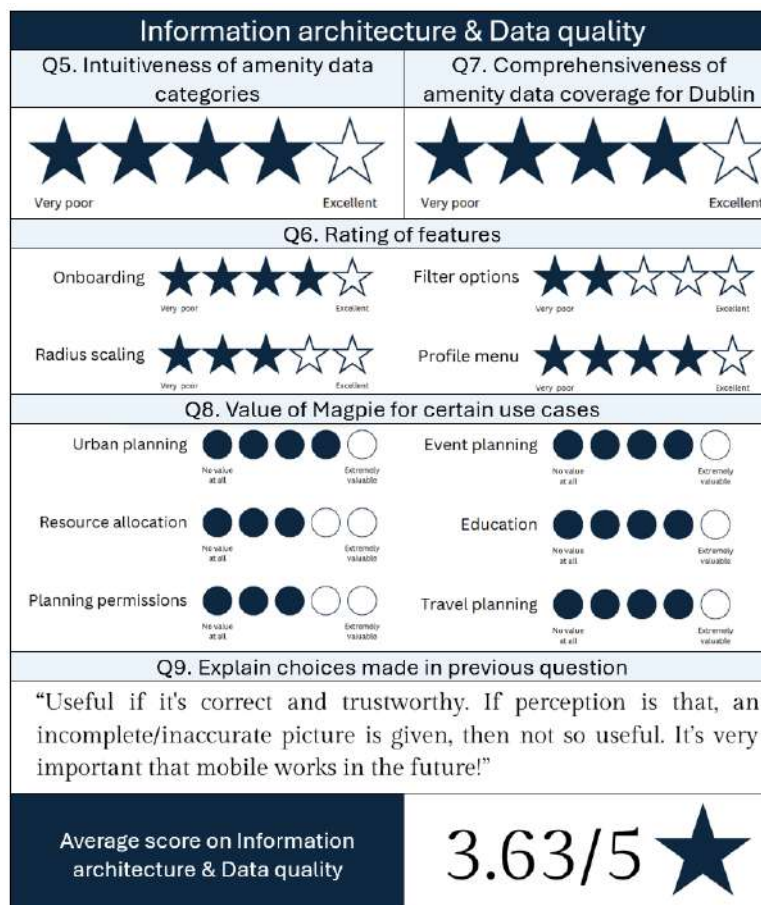 Information architecture & Data quality
Q5. Intuitiveness of amenity data
categories
Q7. Comprehensiveness of
amenity data coverage for Dublin
Very poor
Excellent
Very poor
Excellent
Q6. Rating of features
Onboarding
Very poor
Excellent
Filter options
Very poor
Excellent
Radius scaling
Very poor
Excellent
Profile menu
Very poor
Excellent
Q8. Value of Magpie for certain use cases
Urban planning
No value
at all
Extremely
valuable
Event planning
No value
at all
Extremely
valuable
Resource allocation
No value
at all
Extremely
valuable
Education
No value
at all
Extremely
valuable
Planning permissions
No value
at all
Extremely
valuable
Travel planning
No value
at all
Extremely
valuable
Q9. Explain choices made in previous question
“Useful if it's correct and trustworthy. If perception is that, an
incomplete/inaccurate picture is given, then not so useful. It’s very
important that mobile works in the future!”
Average score on Information
architecture & Data quality
3.63/5